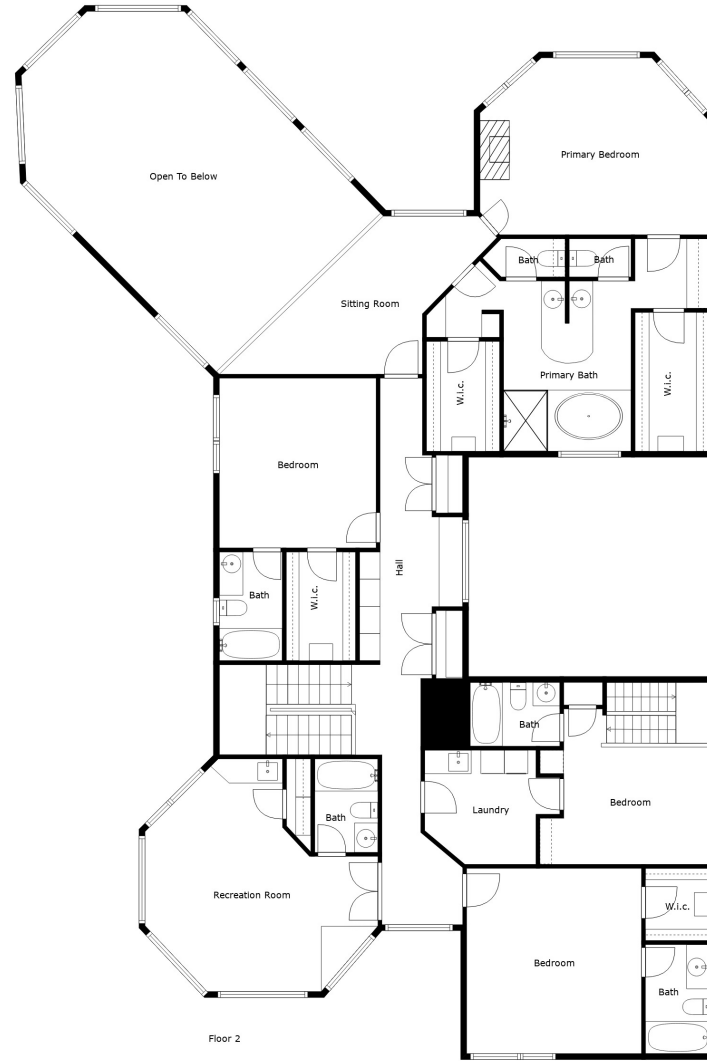 Primary Bedroom
Open To Below
Bath
Bath
Sitting Room
Primary Bath
W.i.c.
W.i.c.
Bedroom
Hall
Bath
W.i.c.
Bath
Bedroom
Laundry
Bath
Recreation Room
W.i.c.
Bedroom
Bath
Floor 2